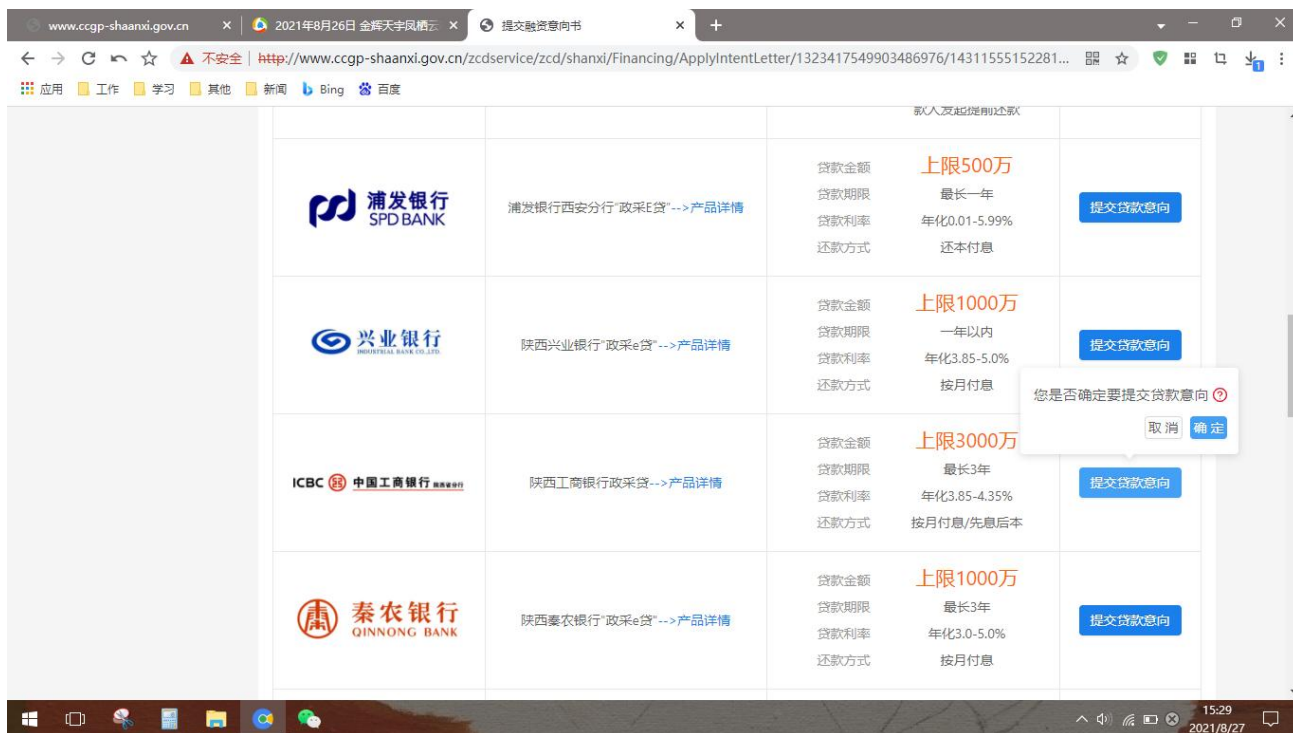 www.ccgp-shaanxi.gov.cn
2021年8月26日 金辉天宇凤栖云
提交融资意向书
不安全
http://www.ccgp-shaanxi.gov.cn/zcdservice/zcd/shanxi/Financing/ApplyIntentLetter/1323417549903486976/14311555152281...
应用
工作
学习
其他
新闻
Bing
百度
款人发起提前还款
浦发银行
SPD BANK
浦发银行西安分行"政采E贷"-->产品详情
贷款金额 上限500万
贷款期限 最长一年
贷款利率 年化0.01-5.99%
还款方式 还本付息
提交贷款意向
兴业银行
INDUSTRIAL BANK CO.,LTD.
陕西兴业银行"政采e贷"-->产品详情
贷款金额 上限1000万
贷款期限 一年以内
贷款利率 年化3.85-5.0%
还款方式 按月付息
提交贷款意向
您是否确定要提交贷款意向
取 消
确 定
ICBC 中国工商银行
陕西工商银行政采贷-->产品详情
贷款金额 上限3000万
贷款期限 最长3年
贷款利率 年化3.85-4.35%
还款方式 按月付息/先息后本
提交贷款意向
秦农银行
QINNONG BANK
陕西秦农银行"政采e贷"-->产品详情
贷款金额 上限1000万
贷款期限 最长3年
贷款利率 年化3.0-5.0%
还款方式 按月付息
提交贷款意向
1
15:29
2021/8/27